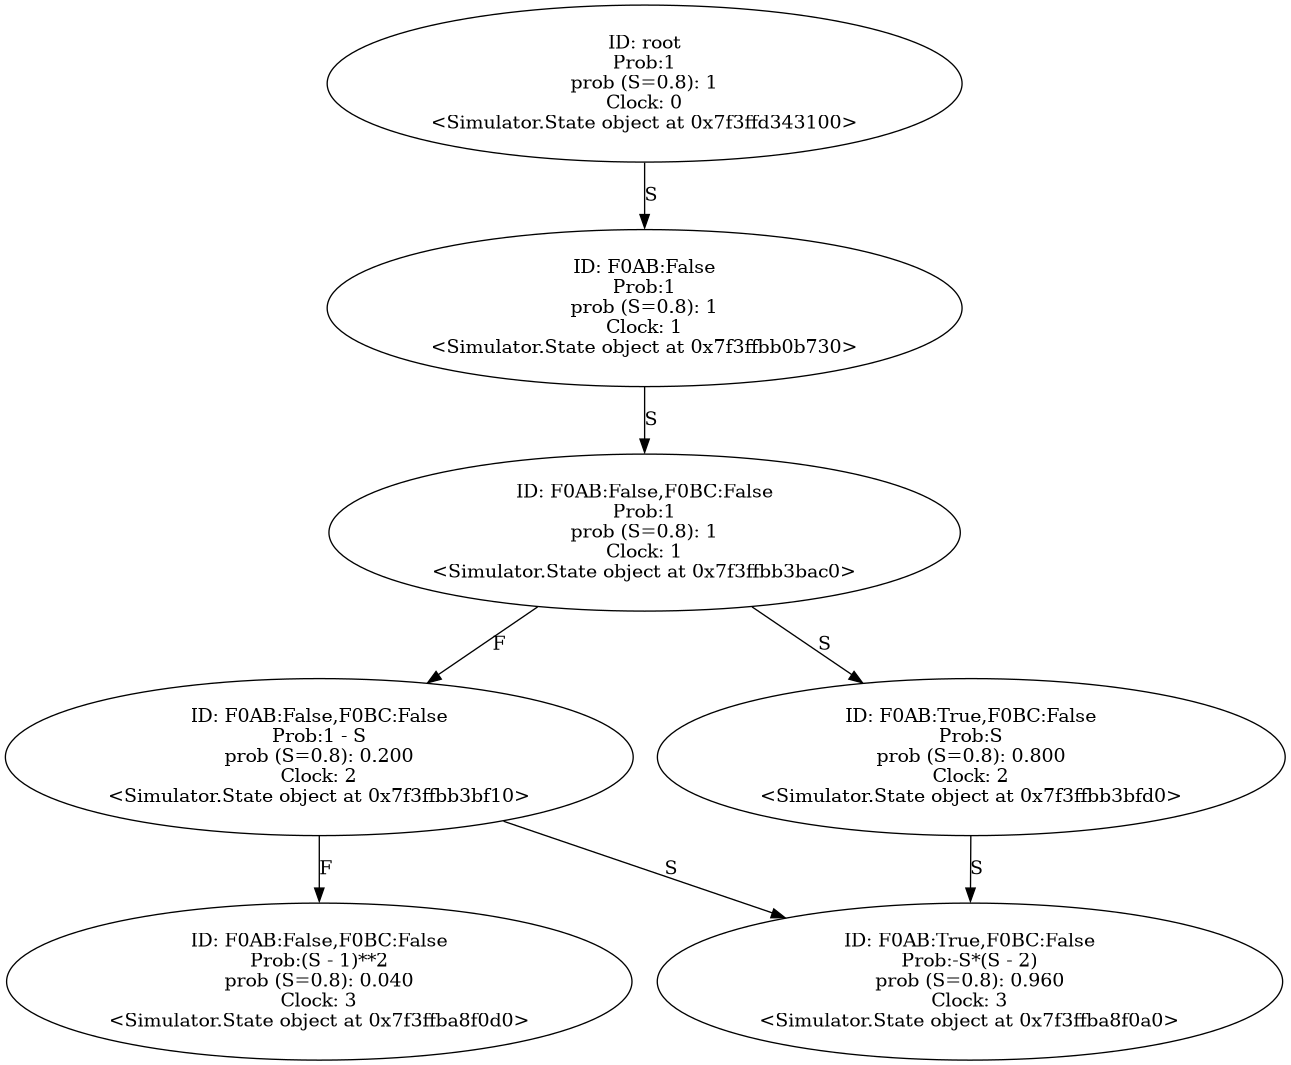 ID: root
Prob:1
prob (S=0.8): 1
Clock: 0
<Simulator.State object at 0x7f3ffd343100>
S
ID: F0AB:False
Prob:1
prob (S=0.8): 1
Clock: 1
<Simulator.State object at 0x7f3ffbb0b730>
S
ID: F0AB:False,F0BC:False
Prob:1
prob (S=0.8): 1
Clock: 1
<Simulator.State object at 0x7f3ffbb3bac0>
F
S
ID: F0AB:False,F0BC:False
Prob:1 - S
prob (S=0.8): 0.200
Clock: 2
<Simulator.State object at 0x7f3ffbb3bf10>
ID: F0AB:True,F0BC:False
Prob:S
prob (S=0.8): 0.800
Clock: 2
<Simulator.State object at 0x7f3ffbb3bfd0>
F
S
S
ID: F0AB:False,F0BC:False
Prob:(S - 1)**2
prob (S=0.8): 0.040
Clock: 3
<Simulator.State object at 0x7f3ffba8f0d0>
ID: F0AB:True,F0BC:False
Prob:-S*(S - 2)
prob (S=0.8): 0.960
Clock: 3
<Simulator.State object at 0x7f3ffba8f0a0>